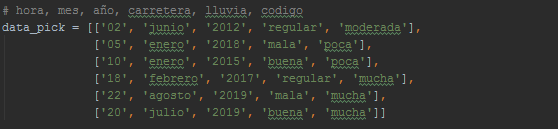 # hora, mes, año, carretera, lluvia, codigo
data_pick = [['02', 'junio', '2012', 'regular', 'moderada'],
['05', 'enero', '2018', 'mala', 'poca'],
['10', 'enero', '2015', 'buena', 'poca'],
['18', 'febrero', '2017', 'regular', 'mucha'],
['22', 'agosto', '2019', 'mala', 'mucha'],
['20', 'julio', '2019', 'buena', 'mucha']]